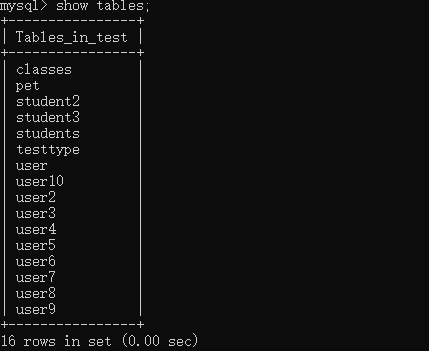 mysql> show tables;
+----------------+
| Tables_in_test |
+----------------+
| classes        |
| pet            |
| student2       |
| student3       |
| students       |
| testtype       |
| user           |
| user10         |
| user2          |
| user3          |
| user4          |
| user5          |
| user6          |
| user7          |
| user8          |
| user9          |
+----------------+
16 rows in set (0.00 sec)